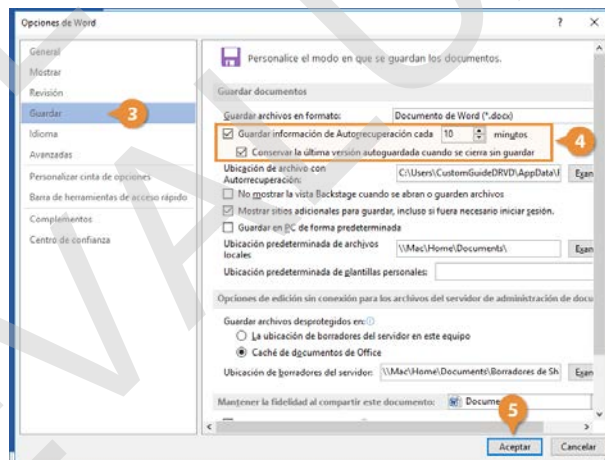 Opciones de Word
General
Mostrar
Revisión
Guardar
3
Idioma
Avanzadas
Personalizar cinta de opciones
Barra de herramientas de acceso rápido
Complementos
Centro de confianza
Personalice el modo en que se guardan los documentos.
Guardar documentos
Guardar archivos en formato: Documento de Word (*.docx)
Guardar información de Autorrecuperación cada 10 minutos
4
Conservar la última versión autoguardada cuando se cierra sin guardar
Ubicación de archivo con
Autorrecuperación: C:\Users\CustomGuideDRVD\AppData\ Exan
No mostrar la vista Backstage cuando se abran o guarden archivos
Mostrar sitios adicionales para guardar, incluso si fuera necesario iniciar sesión.
Guardar en PC de forma predeterminada
Ubicación predeterminada de archivos
locales \\Mac\Home\Documents\ Exan
Ubicación predeterminada de plantillas personales:
Opciones de edición sin conexión para los archivos del servidor de administración de docu
Guardar archivos desprotegidos en:
La ubicación de borradores del servidor en este equipo
Caché de documentos de Office
Ubicación de borradores del servidor: \\Mac\Home\Documents\Borradores de Sh Exan
Mantener la fidelidad al compartir este documento: Docume
5
Aceptar Cancelar